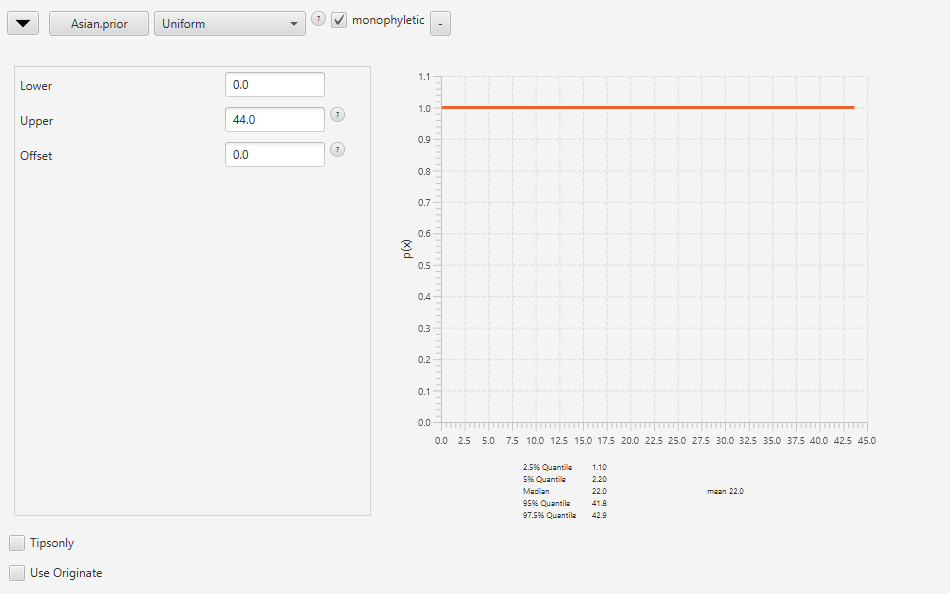 Asian.prior Uniform ? monophyletic -
Lower 0.0
Upper 44.0 ?
Offset 0.0 ?
1.1
1.0
0.9
0.8
0.7
0.6
0.5
0.4
0.3
0.2
0.1
0.0
p(x)
0.0 2.5 5.0 7.5 10.0 12.5 15.0 17.5 20.0 22.5 25.0 27.5 30.0 32.5 35.0 37.5 40.0 42.5 45.0
2.5% Quantile 1.10
5% Quantile 2.20
Median 22.0 mean 22.0
95% Quantile 41.8
97.5% Quantile 42.9
Tipsonly
Use Originate